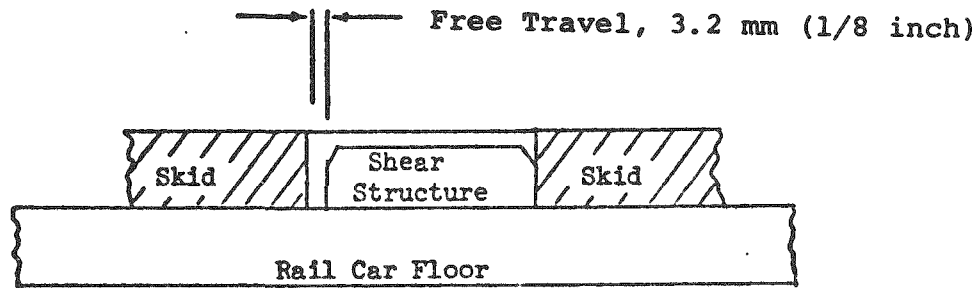 Free Travel, 3.2 mm (1/8 inch)
Skid
Shear
Structure
Skid
Rail Car Floor